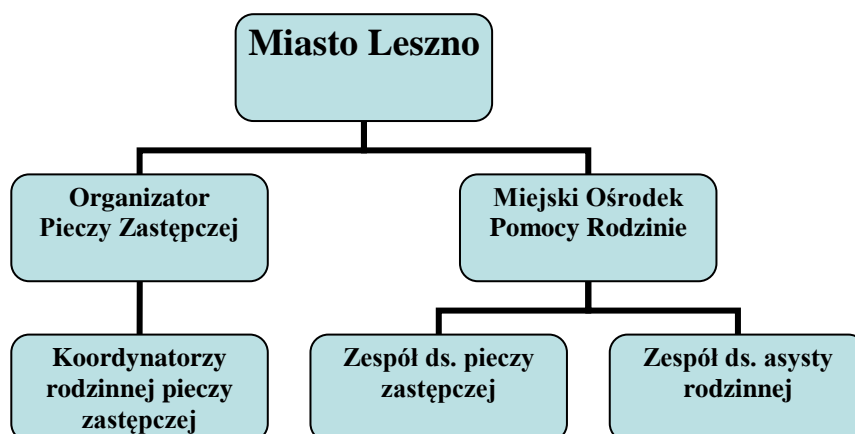 Miasto Leszno
Organizator
Pieczy Zastępczej
Miejski Ośrodek
Pomocy Rodzinie
Koordynatorzy
rodzinnej pieczy
zastępczej
Zespół ds. pieczy
zastępczej
Zespół ds. asysty
rodzinnej